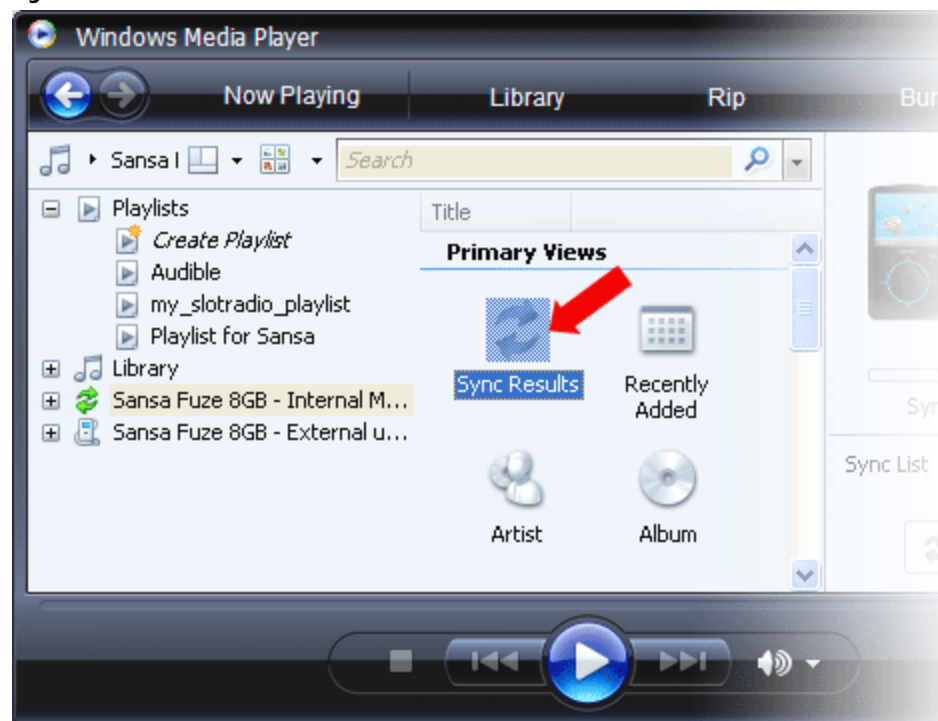 Windows Media Player
Now Playing
Library
Rip
Sansa
Search
Playlists
Create Playlist
Audible
my_slotradio_playlist
Playlist for Sansa
Library
Sansa Fuze 8GB - Internal M...
Sansa Fuze 8GB - External u...
Title
Primary Views
Sync Results
Recently
Added
Artist
Album
Sync List